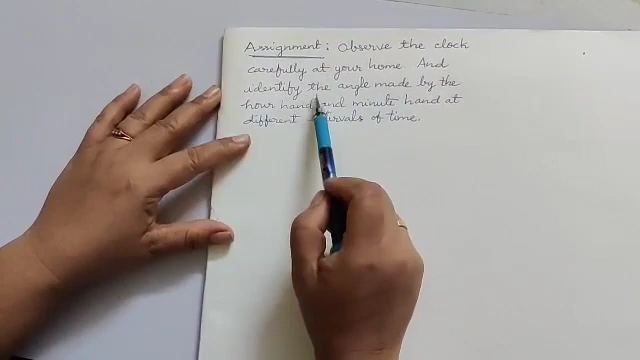 Assignment: Observe the clock
carefully at your home. And
identify the angle made by the
hour hand and minute hand at
different intervals of time.